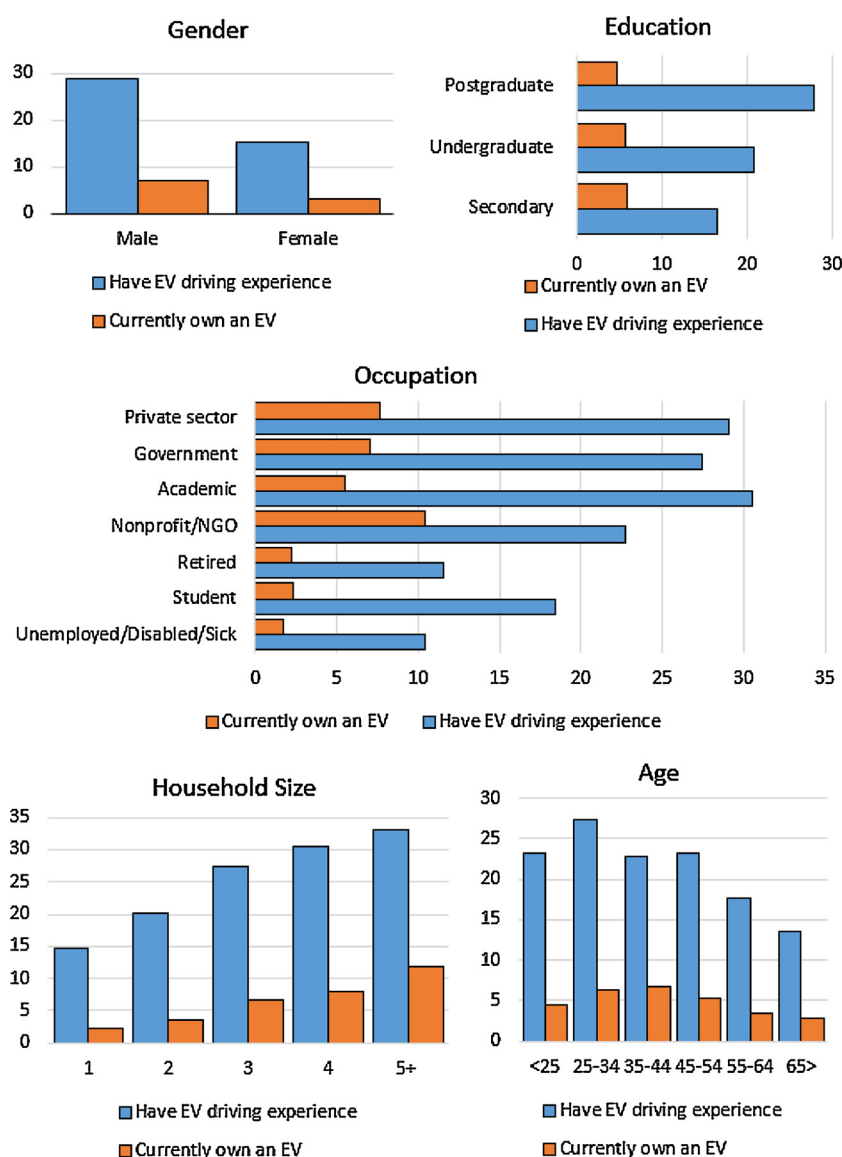 Gender
30
20
10
0
Male Female
Have EV driving experience
Currently own an EV
Education
Postgraduate
Undergraduate
Secondary
0 10 20 30
Currently own an EV
Have EV driving experience
Occupation
Private sector
Government
Academic
Nonprofit/NGO
Retired
Student
Unemployed/Disabled/Sick
0 5 10 15 20 25 30 35
Currently own an EV Have EV driving experience
Household Size
35
30
25
20
15
10
5
0
1 2 3 4 5+
Have EV driving experience
Currently own an EV
Age
30
25
20
15
10
5
0
<25 25-34 35-44 45-54 55-64 65>
Have EV driving experience
Currently own an EV